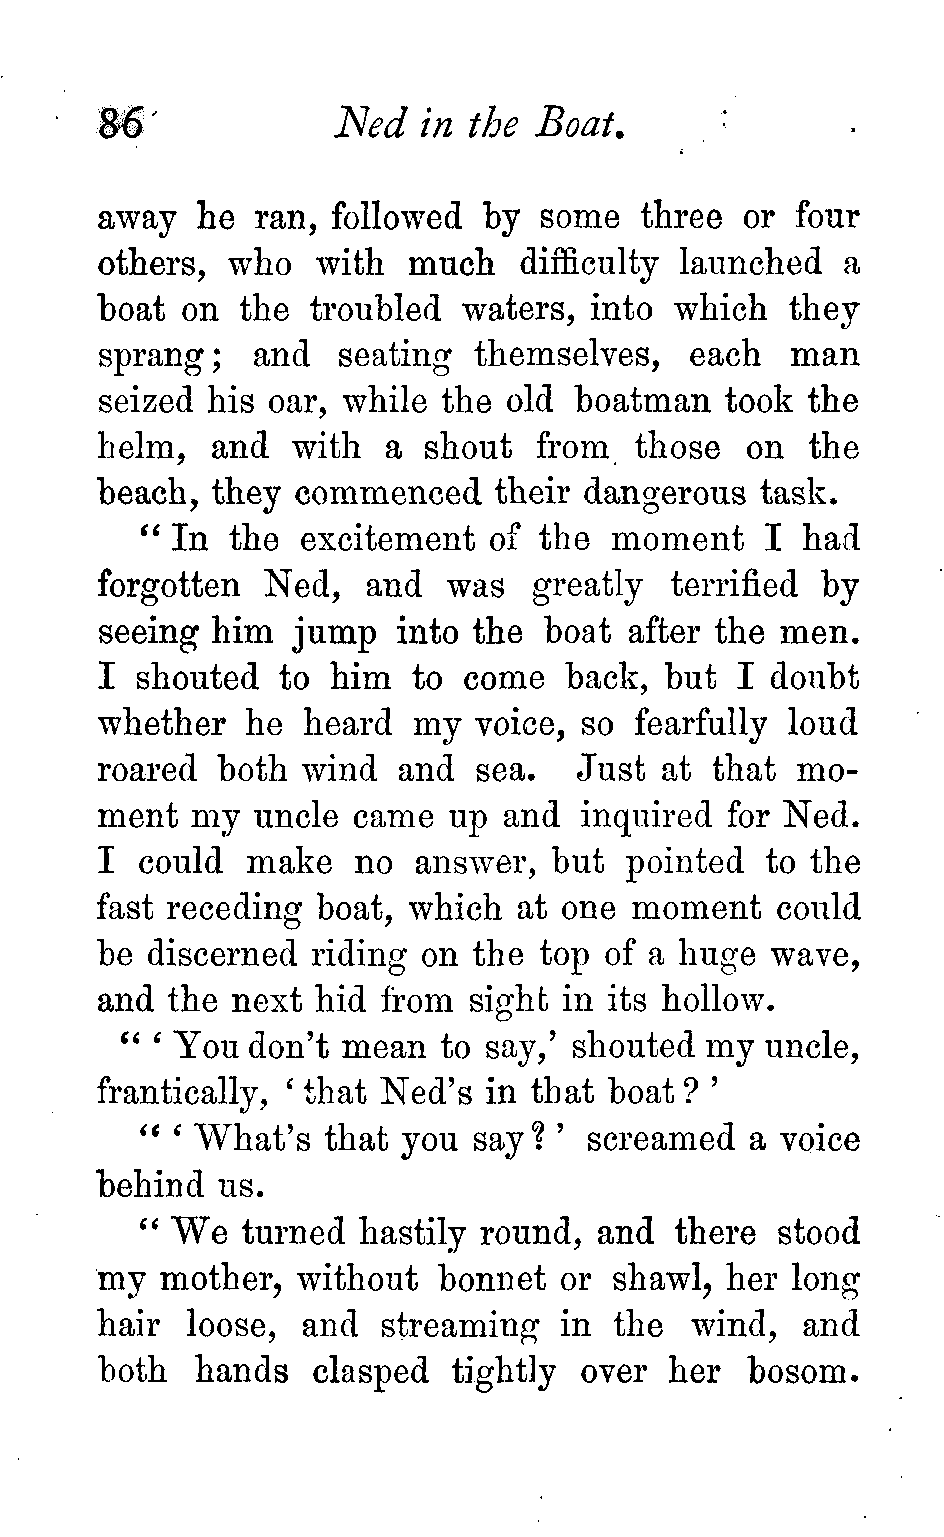 86 Ned in the Boat.
away he ran, followed by some three or four
others, who with much difficulty launched a
boat on the troubled waters, into which they
sprang; and seating themselves, each man
seized his oar, while the old boatman took the
helm, and with a shout from those on the
beach, they commenced their dangerous task.
“ In the excitement of the moment I had
forgotten Ned, and was greatly terrified by
seeing him jump into the boat after the men.
I shouted to him to come back, but I doubt
whether he heard my voice, so fearfully loud
roared both wind and sea. Just at that mo-
ment my uncle came up and inquired for Ned.
I could make no answer, but pointed to the
fast receding boat, which at one moment could
be discerned riding on the top of a huge wave,
and the next hid from sight in its hollow.
“ ‘ You don’t mean to say,’ shouted my uncle,
frantically, ‘ that Ned’s in that boat? ’
“ ‘ What’s that you say? ’ screamed a voice
behind us.
“ We turned hastily round, and there stood
my mother, without bonnet or shawl, her long
hair loose, and streaming in the wind, and
both hands clasped tightly over her bosom.